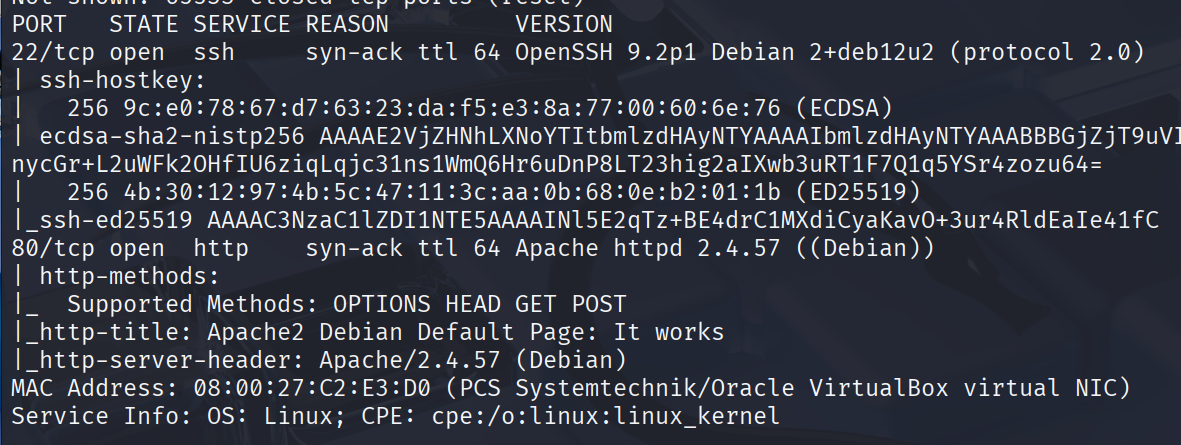 PORT   STATE SERVICE REASON         VERSION
22/tcp open  ssh     syn-ack ttl 64 OpenSSH 9.2p1 Debian 2+deb12u2 (protocol 2.0)
| ssh-hostkey:
|   256 9c:e0:78:67:d7:63:23:da:f5:e3:8a:77:00:60:6e:76 (ECDSA)
| ecdsa-sha2-nistp256 AAAAE2VjZHNhLXNoYTItbmlzdHAyNTYAAAAIbmlzdHAyNTYAAABBBGjZjT9uVI
nycGr+L2uWFk2OHfIU6ziqLqjc31ns1WmQ6Hr6uDnP8LT23hig2aIXwb3uRT1F7Q1q5YSr4zozu64=
|   256 4b:30:12:97:4b:5c:47:11:3c:aa:0b:68:0e:b2:01:1b (ED25519)
|_ssh-ed25519 AAAAC3NzaC1lZDI1NTE5AAAAINl5E2qTz+BE4drC1MXdiCyaKavO+3ur4RldEaIe41fC
80/tcp open  http    syn-ack ttl 64 Apache httpd 2.4.57 ((Debian))
| http-methods:
|_  Supported Methods: OPTIONS HEAD GET POST
|_http-title: Apache2 Debian Default Page: It works
|_http-server-header: Apache/2.4.57 (Debian)
MAC Address: 08:00:27:C2:E3:D0 (PCS Systemtechnik/Oracle VirtualBox virtual NIC)
Service Info: OS: Linux; CPE: cpe:/o:linux:linux_kernel